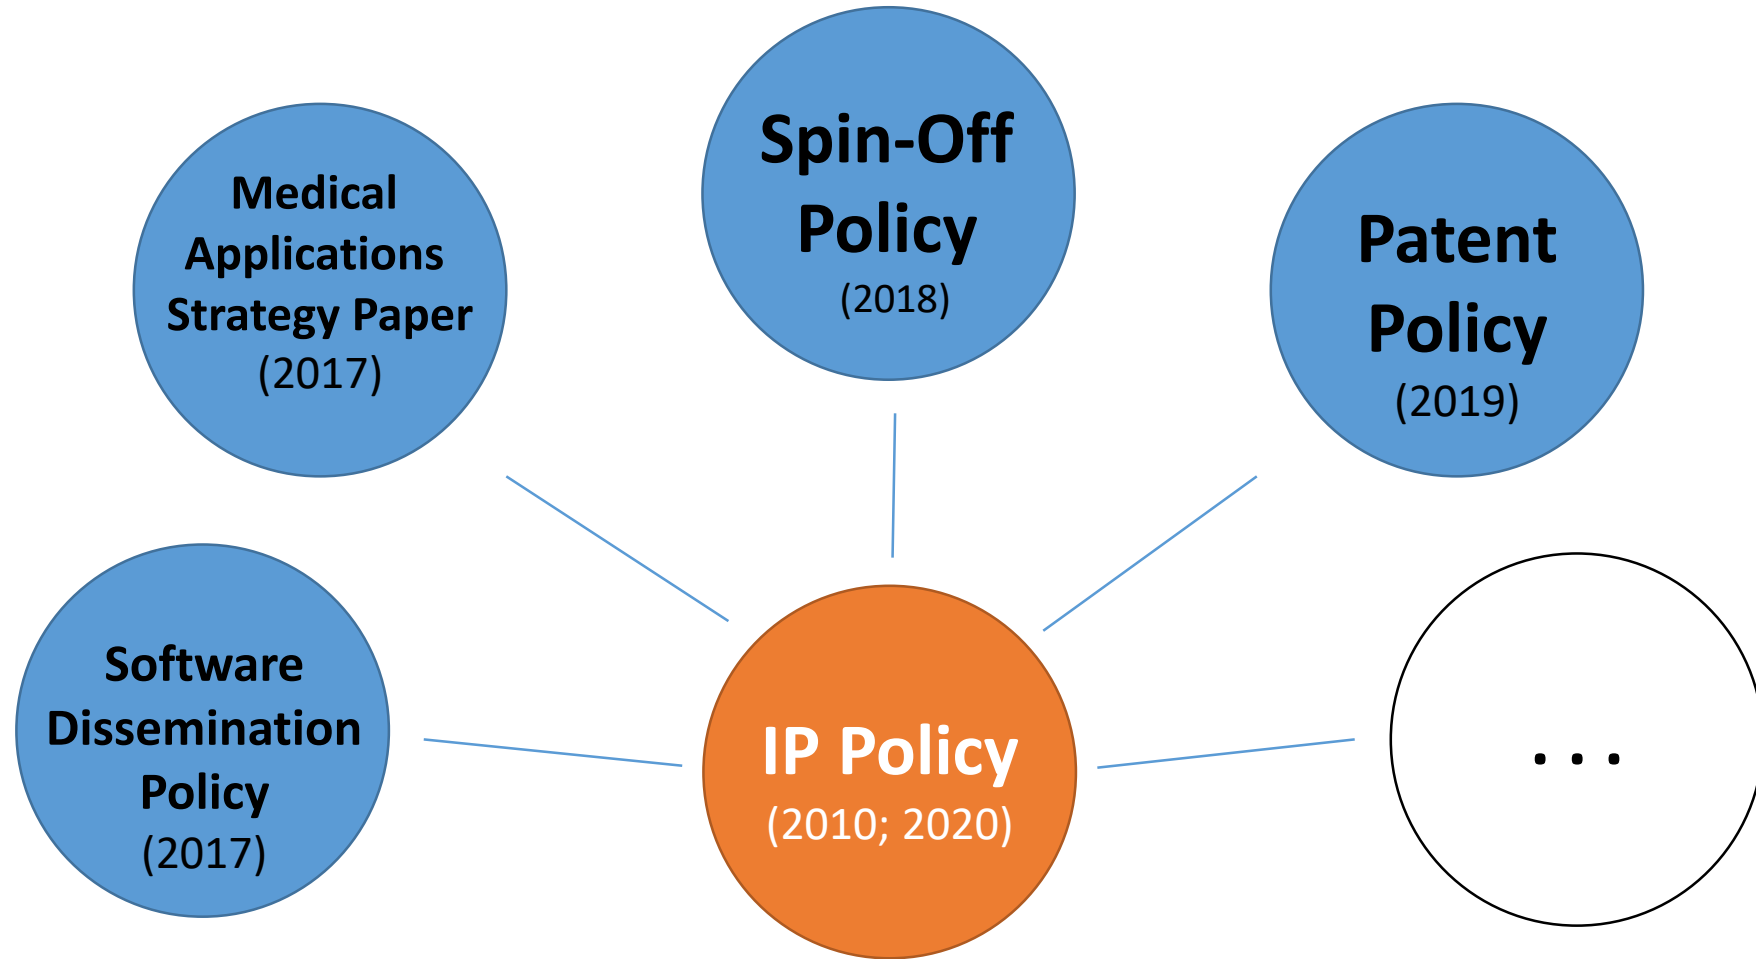 Spin-Off
Policy
(2018)
Medical
Applications
Strategy Paper
(2017)
Patent
Policy
(2019)
Software
Dissemination
Policy
(2017)
IP Policy
(2010; 2020)
...